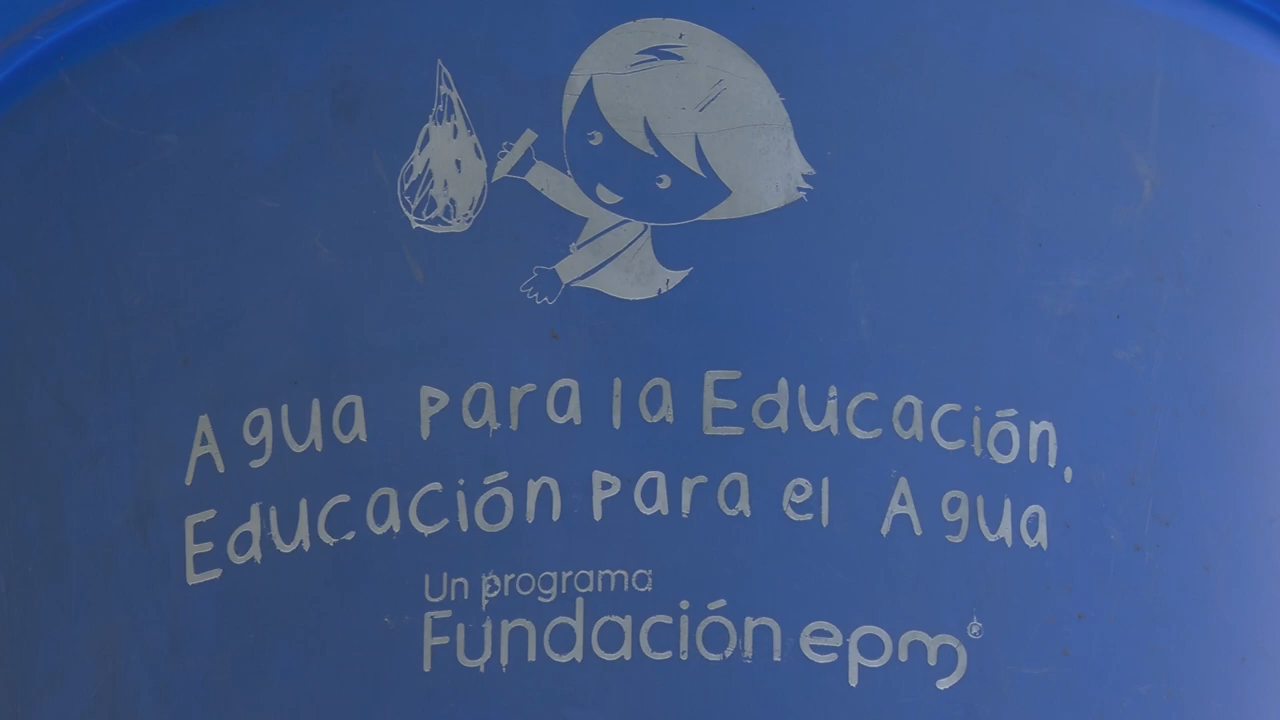 Agua para la Educación,
Educación para el Agua
Un programa
Fundación epm®